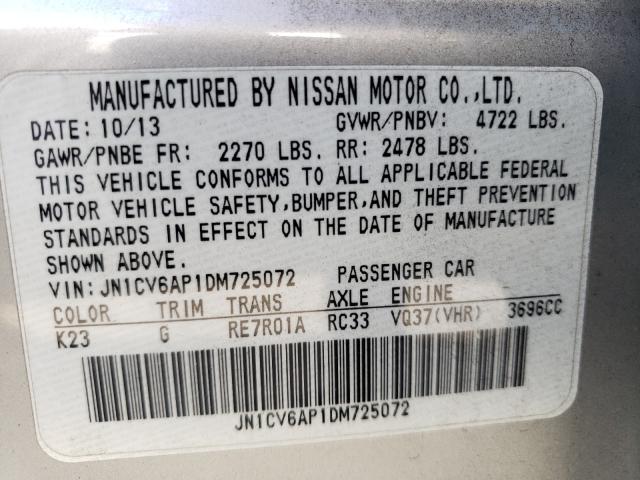 MANUFACTURED BY NISSAN MOTOR CO.,LTD.
DATE: 10/13 GVWR/PNBV: 4722 LBS.
GAWR/PNBE FR: 2270 LBS. RR: 2478 LBS.
THIS VEHICLE CONFORMS TO ALL APPLICABLE FEDERAL
MOTOR VEHICLE SAFETY,BUMPER,AND THEFT PREVENTION
STANDARDS IN EFFECT ON THE DATE OF MANUFACTURE
SHOWN ABOVE.
VIN: JN1CV6AP1DM725072 PASSENGER CAR
COLOR TRIM TRANS AXLE ENGINE
K23 G RE7R01A RC33 VQ37(VHR) 3696CC
JN1CV6AP1DM725072